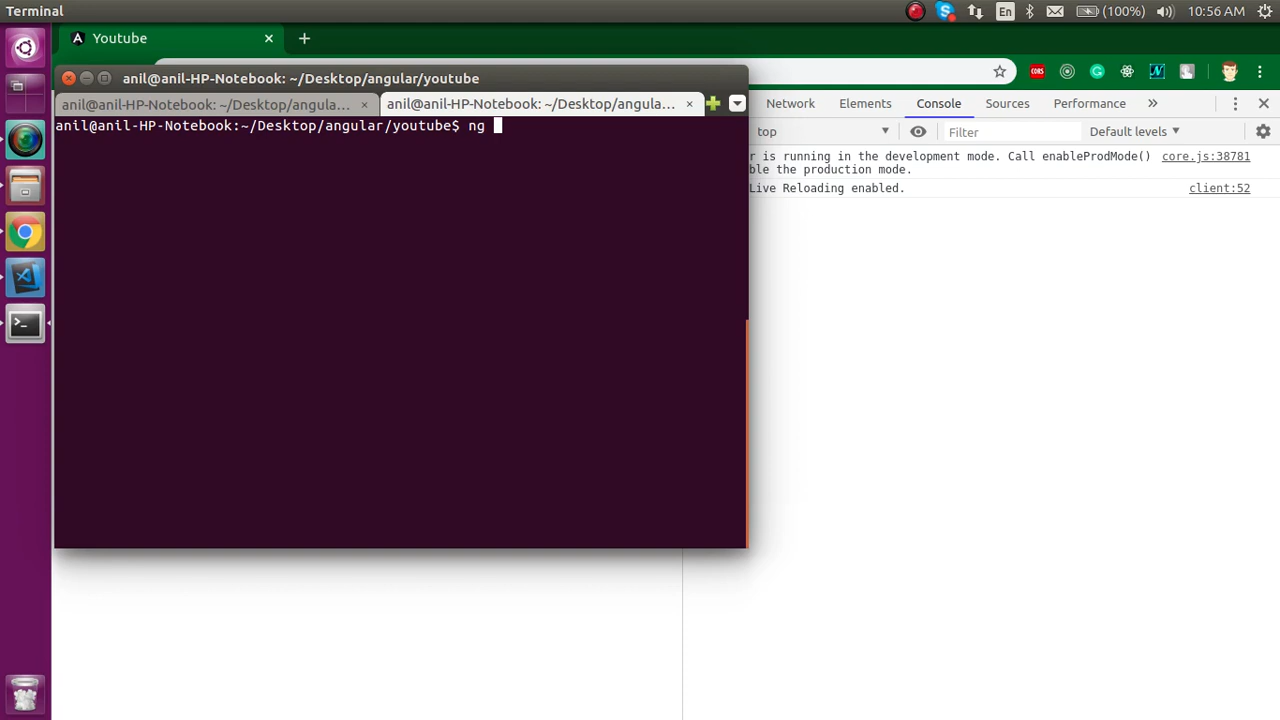 Terminal
En
(100%)
10:56 AM
Youtube
anil@anil-HP-Notebook: ~/Desktop/angular/youtube
anil@anil-HP-Notebook: ~/Desktop/angula...
anil@anil-HP-Notebook: ~/Desktop/angula...
anil@anil-HP-Notebook:~/Desktop/angular/youtube$ ng
CORS
N
Network
Elements
Console
Sources
Performance
top
Filter
Default levels
r is running in the development mode. Call enableProdMode()
core.js:38781
ble the production mode.
Live Reloading enabled.
client:52